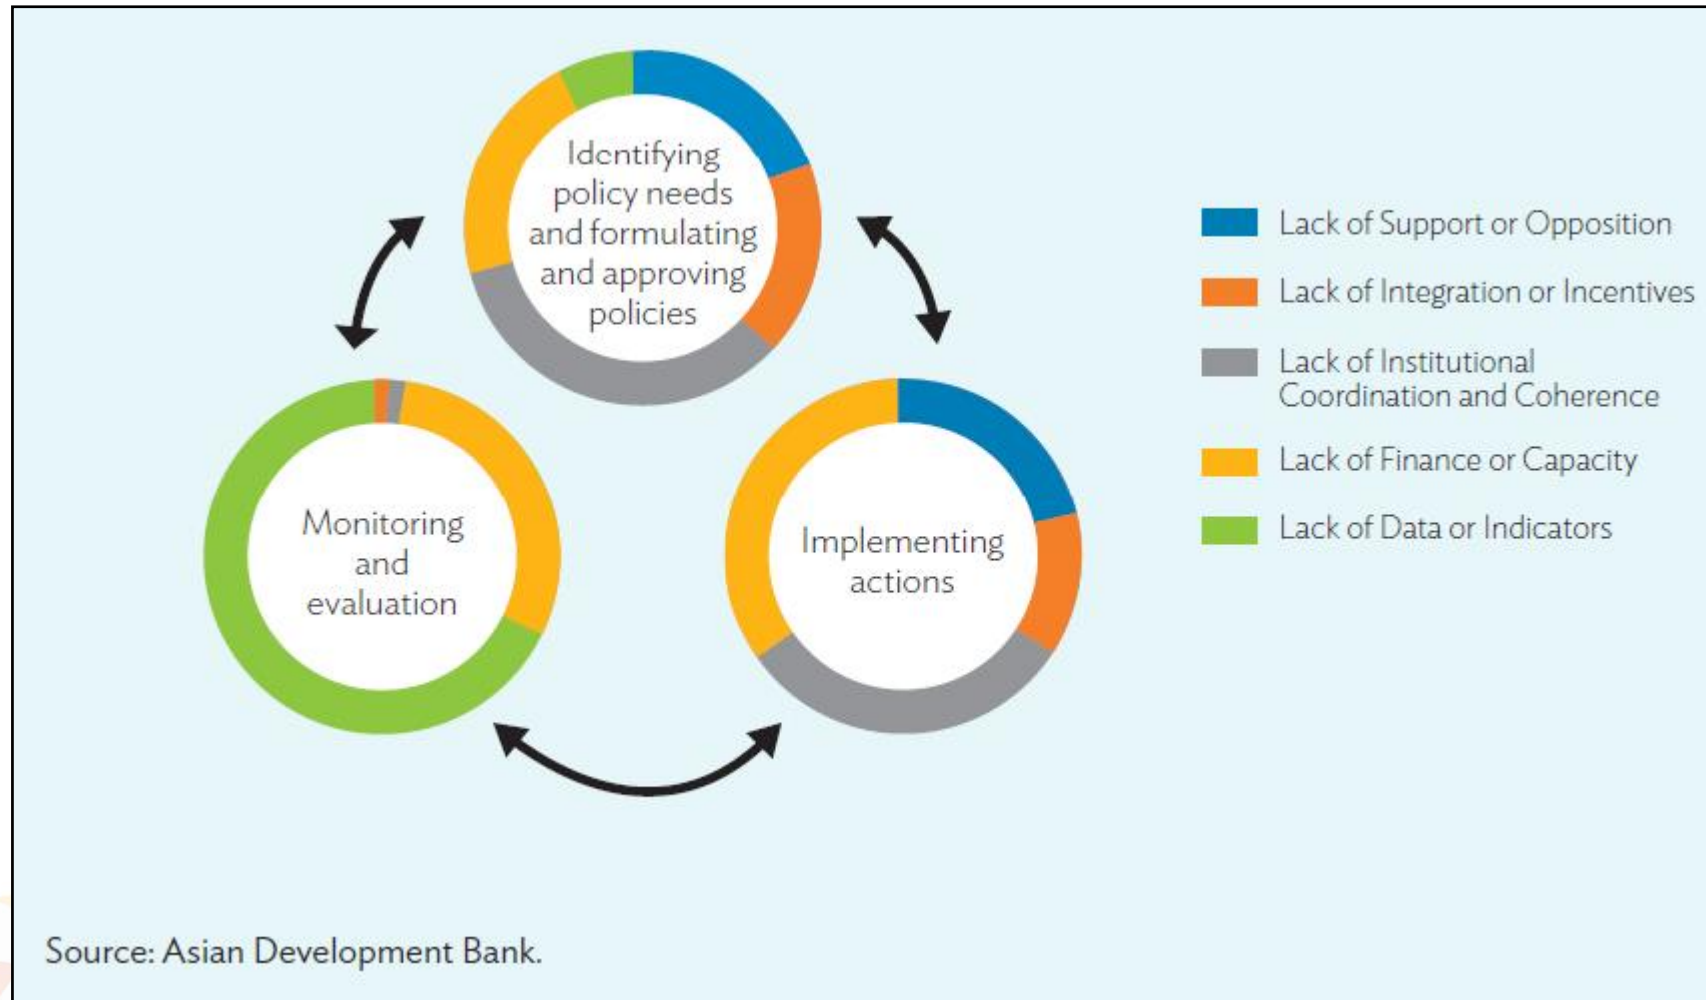 Identifying
policy needs
and formulating
and approving
policies
Monitoring
and
evaluation
Implementing
actions
Lack of Support or Opposition
Lack of Integration or Incentives
Lack of Institutional
Coordination and Coherence
Lack of Finance or Capacity
Lack of Data or Indicators
Source: Asian Development Bank.